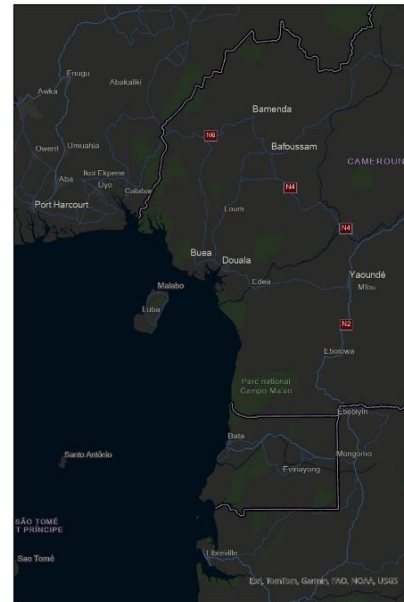 Enugu
Abakaliki
Awka
Bamenda
N6
Owerri
Umuahia
Bafoussam
CAMEROUN
Ikot Ekpene
Aba
Uyo
Calabar
N4
Port Harcourt
Loum
N4
Buea
Douala
Yaoundé
Malabo
Edea
Mfou
Luba
N2
Ebolowa
Parc national
Campo Ma'an
Ebebiyin
Bata
Mongomo
Santo António
Evinayong
SÃO TOMÉ
T PRÍNCIPE
Libreville
Sao Tomé
Esri, TomTom, Garmin, FAO, NOAA, USGS